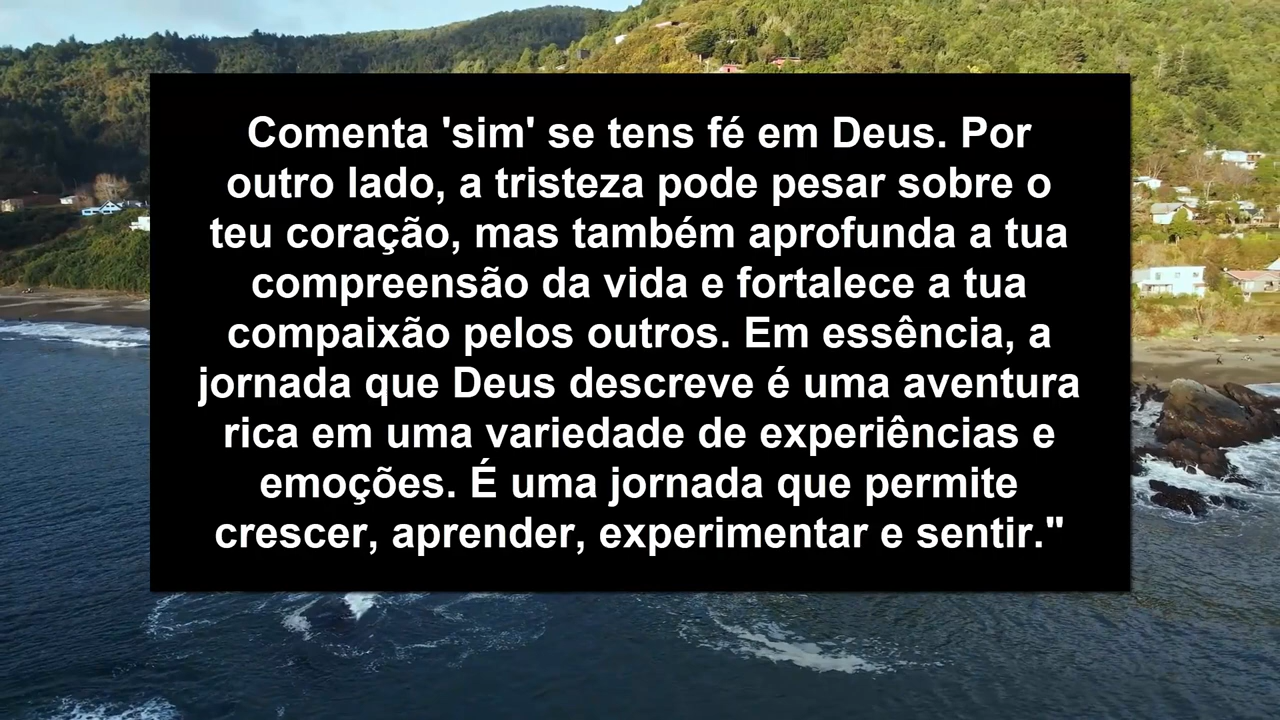 Comenta 'sim' se tens fé em Deus. Por
outro lado, a tristeza pode pesar sobre o
teu coração, mas também aprofunda a tua
compreensão da vida e fortalece a tua
compaixão pelos outros. Em essência, a
jornada que Deus descreve é uma aventura
rica em uma variedade de experiências e
emoções. É uma jornada que permite
crescer, aprender, experimentar e sentir."